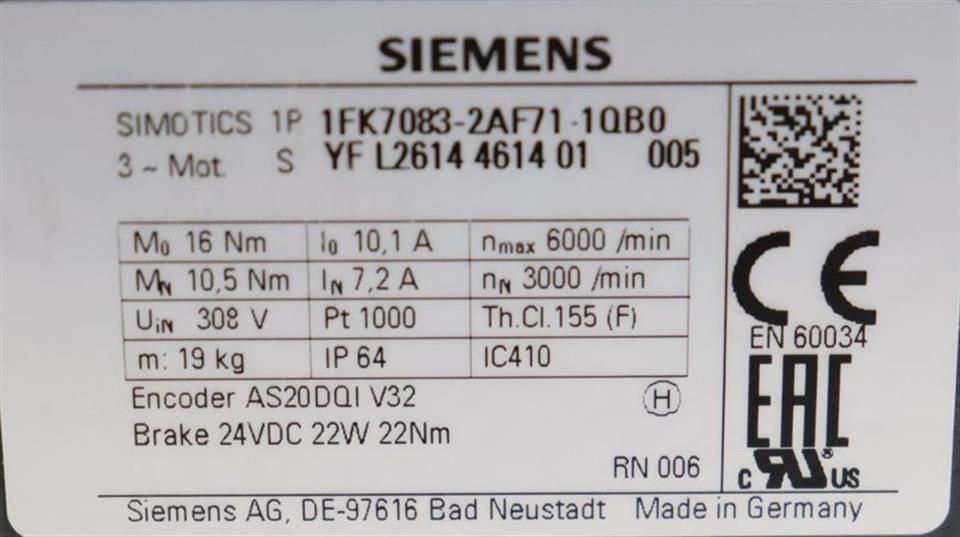 SIEMENS
SIMOTICS 1P 1FK7083-2AF71-1QB0
3 ~ Mot. S YF L2614 4614 01 005
M0 16 Nm I0 10,1 A nmax 6000 /min
MN 10,5 Nm IN 7,2 A nN 3000 /min
UiN 308 V Pt 1000 Th.Cl.155 (F)
m: 19 kg IP 64 IC410
CE
EN 60034
Encoder AS20DQI V32 H
Brake 24VDC 22W 22Nm
EAC
RN 006
c RU ® US
Siemens AG, DE-97616 Bad Neustadt Made in Germany